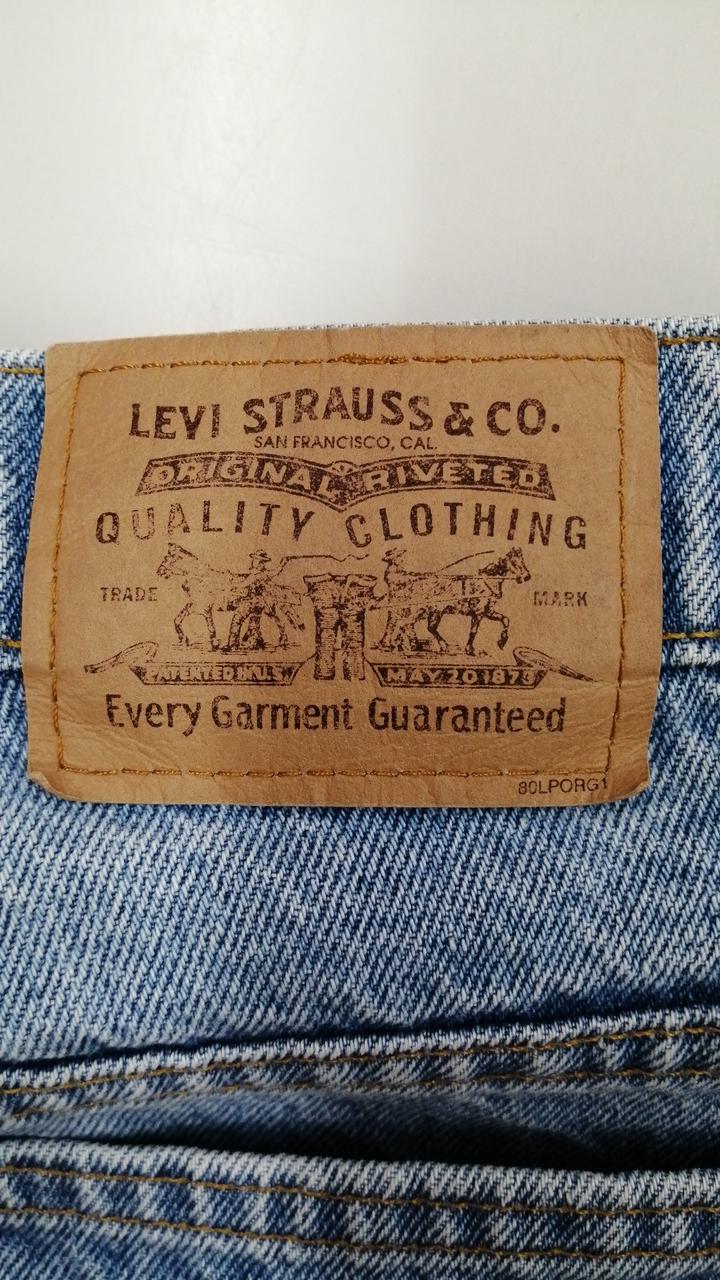 LEVI STRAUSS & CO.
SAN FRANCISCO, CAL.
ORIGINAL RIVETED
QUALITY CLOTHING
TRADE MARK
PATENTED IN U.S. MAY 20 1873
Every Garment Guaranteed
80LPORG1